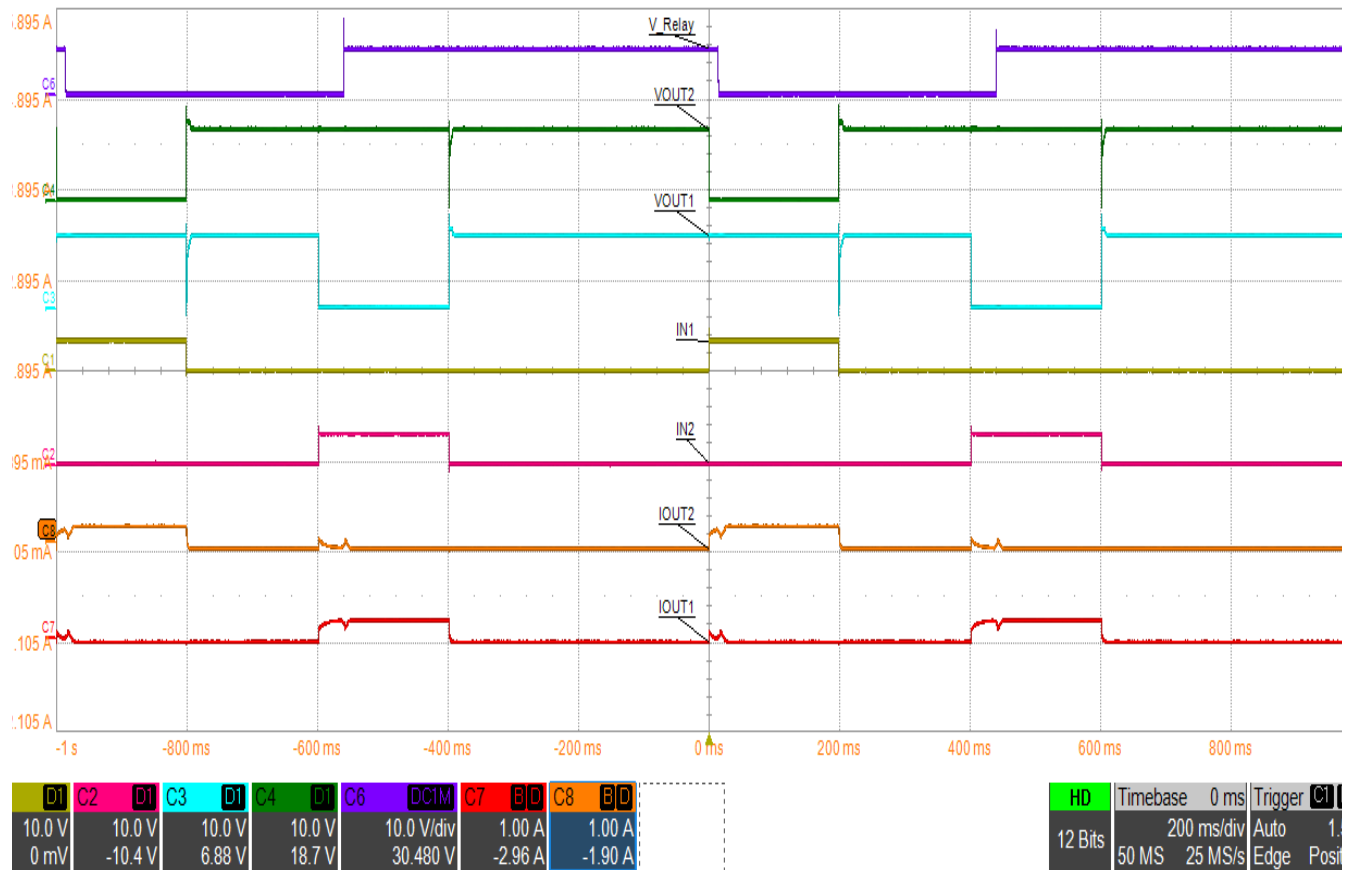 .895 A
V_Relay
C6
.895 A
VOUT2
.895 A
C4
VOUT1
.895 A
C3
IN1
C1
.895 A
IN2
C2
95 mA
IOUT2
C8
05 mA
IOUT1
C7
.105 A
.105 A
-1 s -800 ms -600 ms -400 ms -200 ms 0 ms 200 ms 400 ms 600 ms 800 ms
D1 C2 D1 C3 D1 C4 D1 C6 DC1M C7 B D C8 B D HD Timebase 0 ms Trigger C1
10.0 V 10.0 V 10.0 V 10.0 V 10.0 V/div 1.00 A 1.00 A 12 Bits 200 ms/div Auto 1.
0 mV -10.4 V 6.88 V 18.7 V 30.480 V -2.96 A -1.90 A 50 MS 25 MS/s Edge Posit